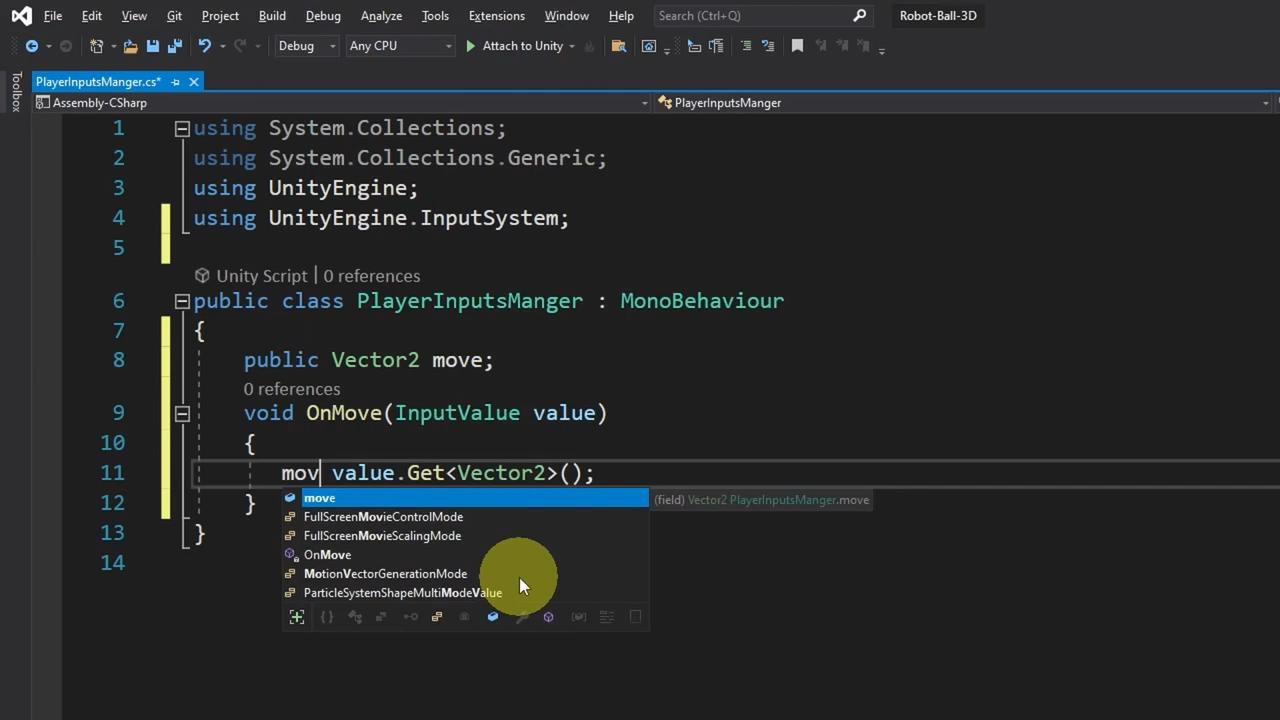 File Edit View Git Project Build Debug Analyze Tools Extensions Window Help Search (Ctrl+Q) Robot-Ball-3D
Debug Any CPU Attach to Unity
PlayerInputsManger.cs*
Toolbox
Assembly-CSharp PlayerInputsManger
1 using System.Collections;
2 using System.Collections.Generic;
3 using UnityEngine;
4 using UnityEngine.InputSystem;
5
Unity Script | 0 references
6 public class PlayerInputsManger : MonoBehaviour
7 {
8 public Vector2 move;
0 references
9 void OnMove(InputValue value)
10 {
11 mov value.Get<Vector2>();
12 }
13 }
14
move
(field) Vector2 PlayerInputsManger.move
FullScreenMovieControlMode
FullScreenMovieScalingMode
OnMove
MotionVectorGenerationMode
ParticleSystemShapeMultiModeValue